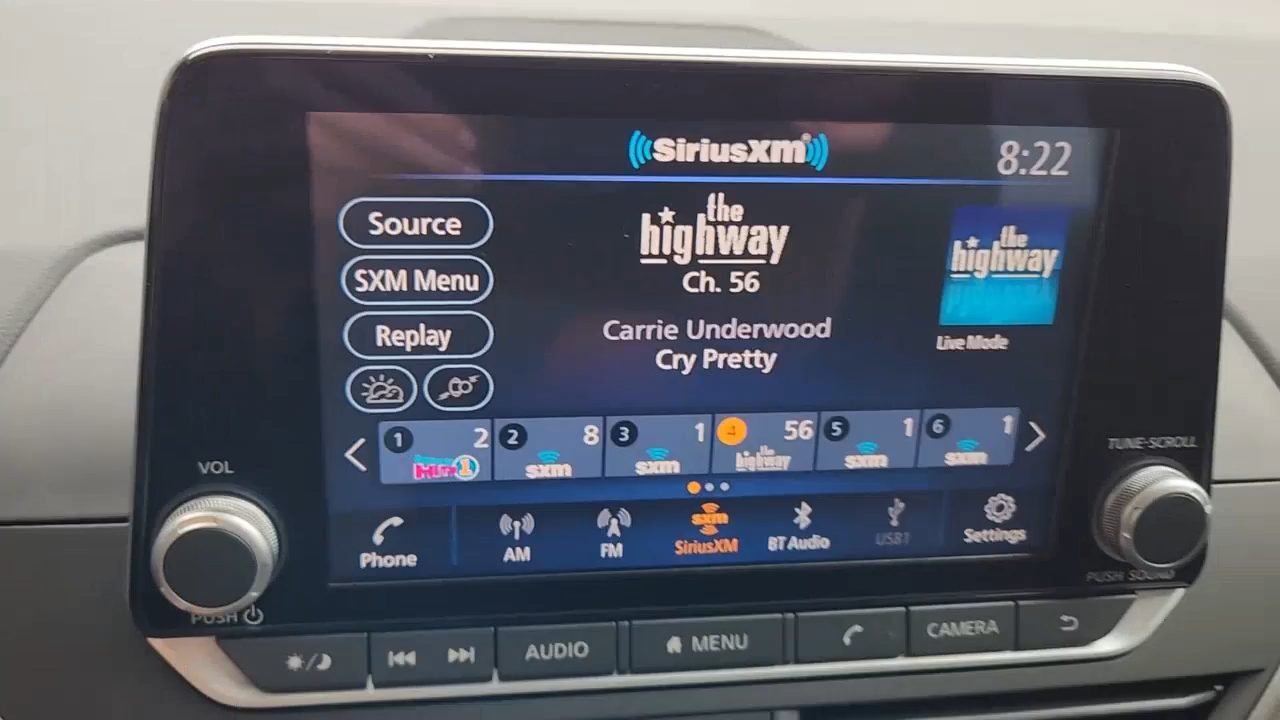 SiriusXM
8:22
Source
SXM Menu
Replay
the
highway
Ch. 56
Carrie Underwood
Cry Pretty
the
highway
Live Mode
1 2
2 8
sxm
3 1
sxm
4 56
the
highway
5 1
sxm
6 1
sxm
Phone
AM
FM
sxm
SiriusXM
BT Audio
USB1
Settings
VOL
PUSH
TUNE·SCROLL
PUSH SOUND
AUDIO
MENU
CAMERA